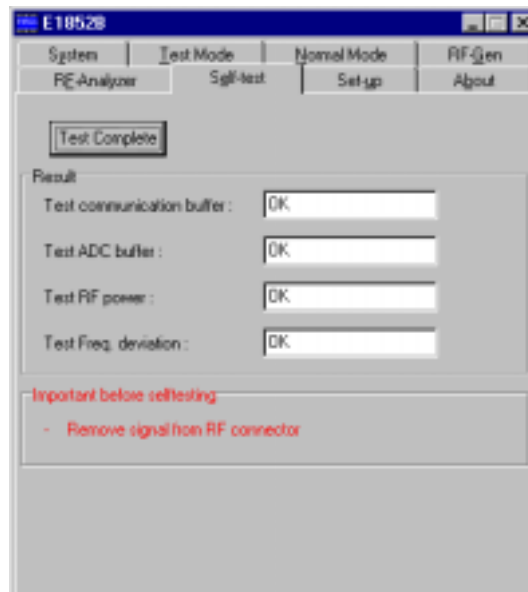 E1852B
System Test Mode Normal Mode RF-Gen
RF-Analyzer Self-test Set-up About
Test Complete
Result
Test communication buffer : OK
Test ADC buffer : OK
Test RF power : OK
Test Freq. deviation : OK
Important before selftesting
- Remove signal from RF connector